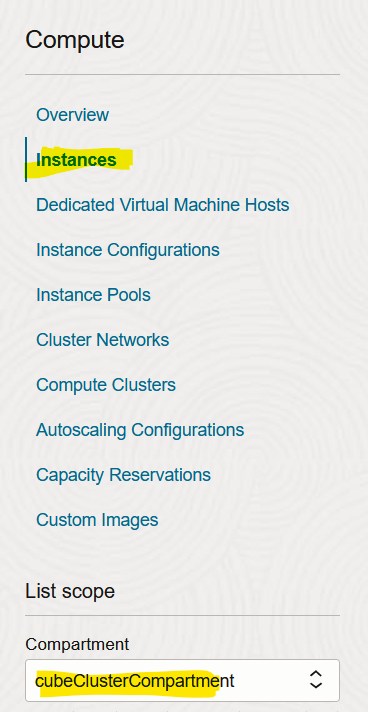 Compute
Overview
Instances
Dedicated Virtual Machine Hosts
Instance Configurations
Instance Pools
Cluster Networks
Compute Clusters
Autoscaling Configurations
Capacity Reservations
Custom Images
List scope
Compartment
cubeClusterCompartment